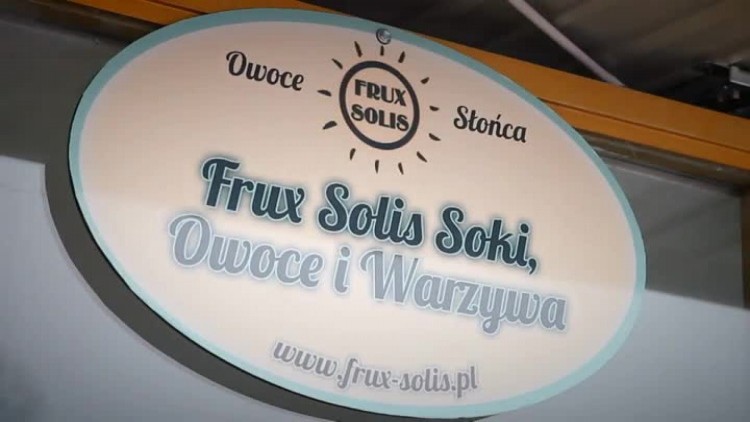 Owoce
FRUX
SOLIS
Słońca
Frux Solis Soki,
Owoce i Warzywa
www.frux-solis.pl